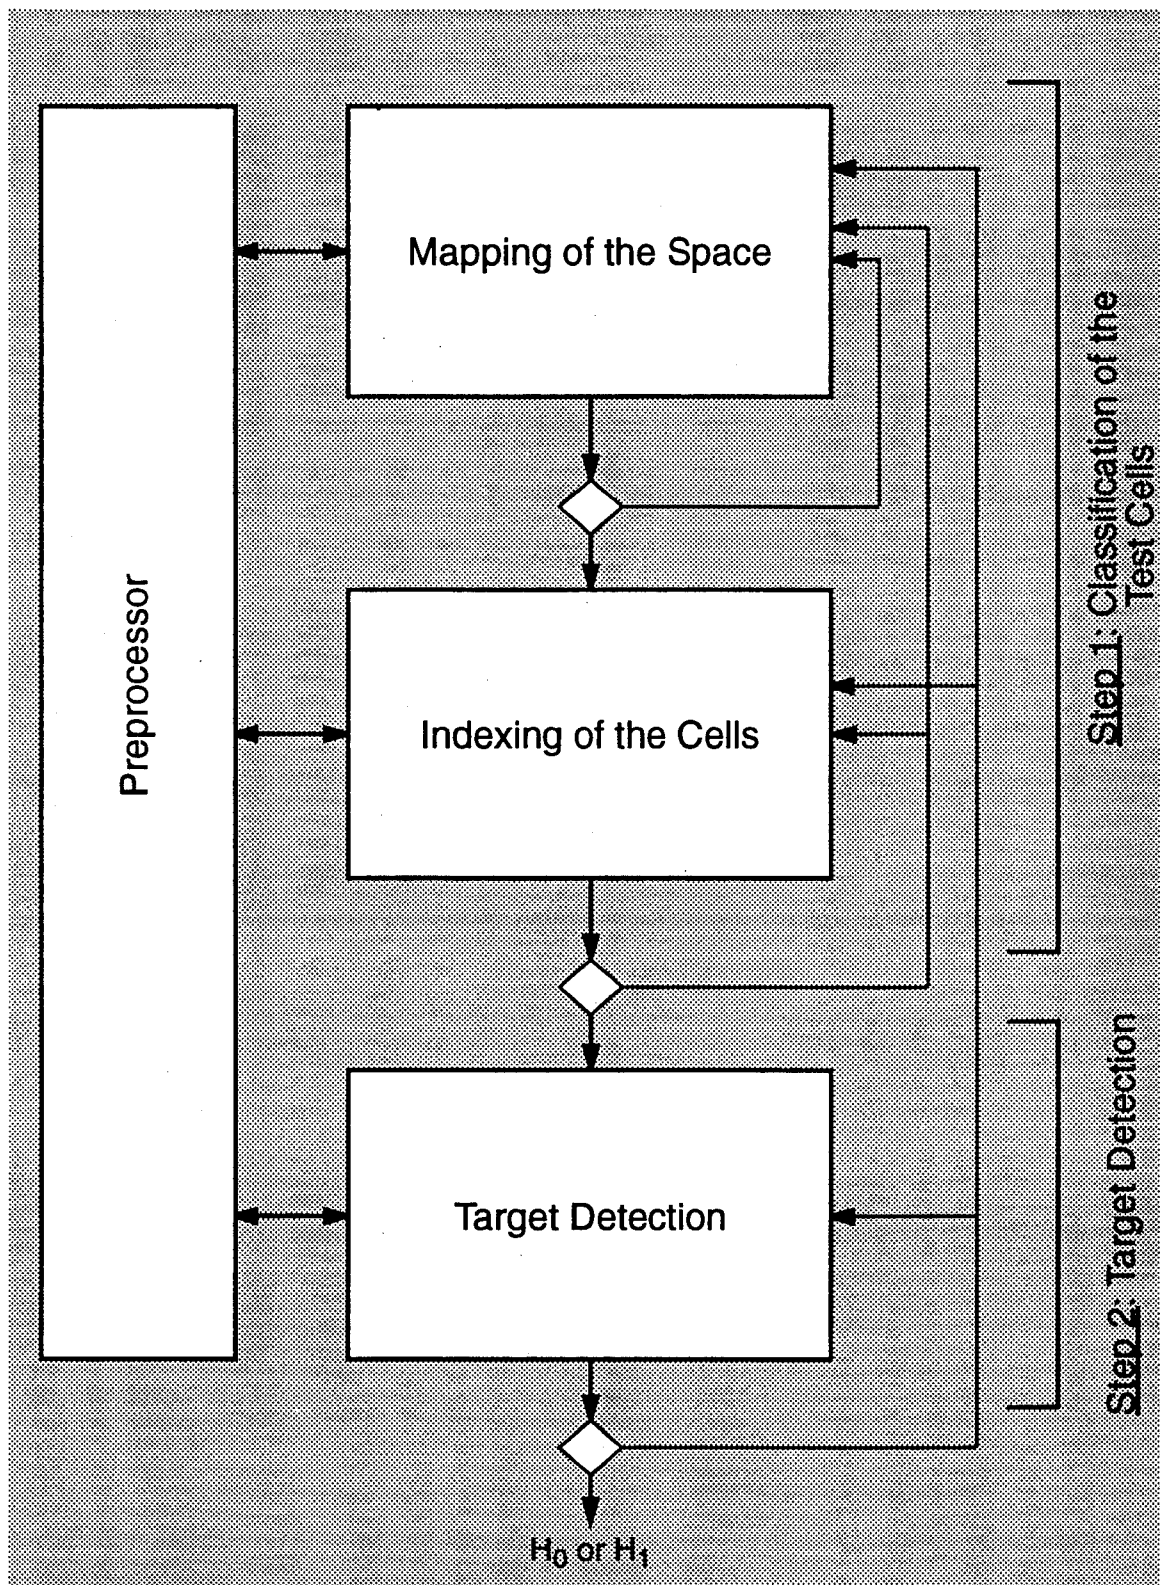 Preprocessor
Mapping of the Space
Indexing of the Cells
Target Detection
H0 or H1
Step 1: Classification of the
Test Cells
Step 2: Target Detection